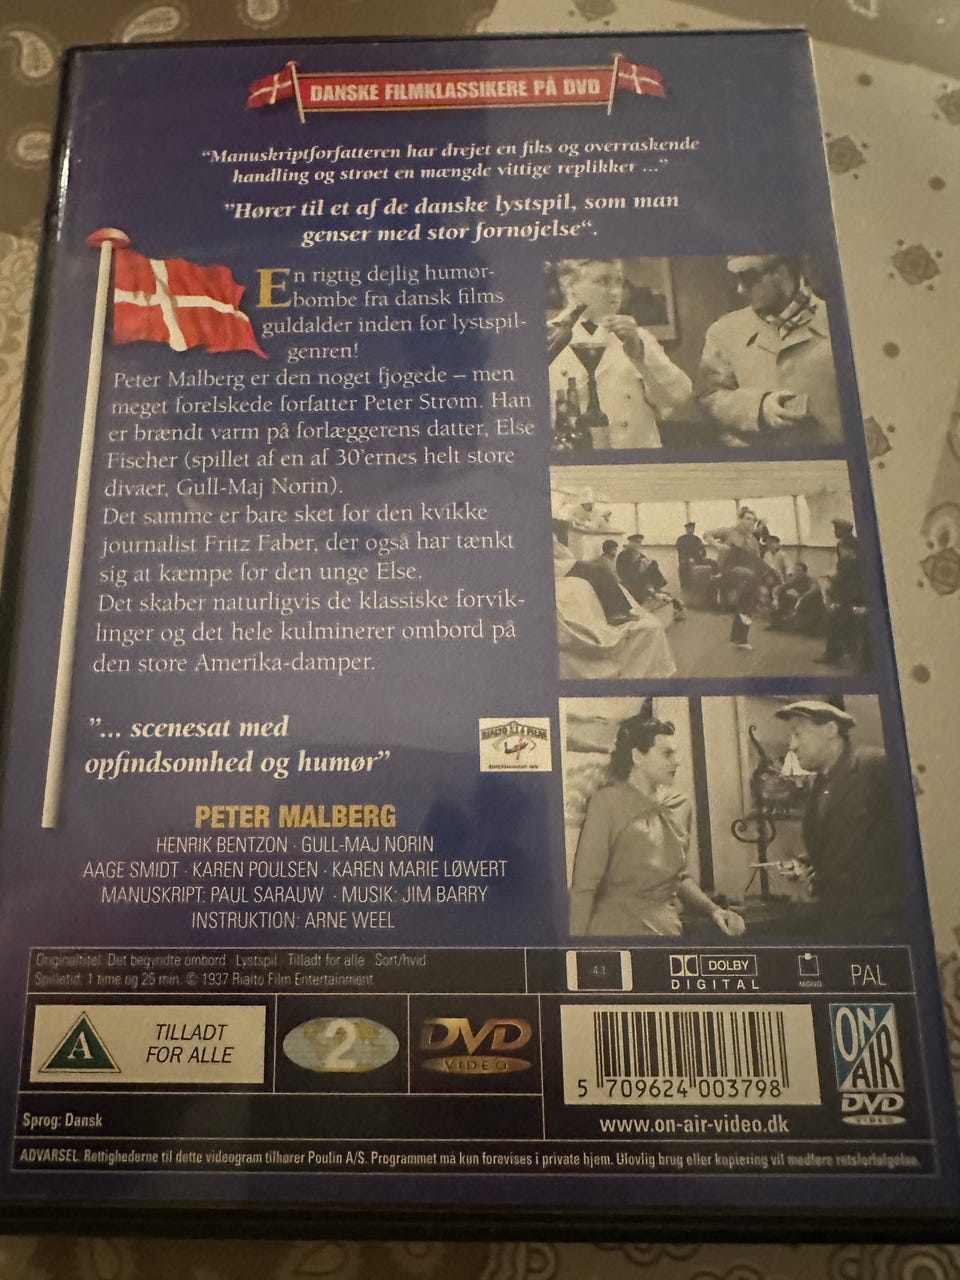 DANSKE FILMKLASSIKERE PÅ DVD
"Manuskriptforfatteren har drejet en fiks og overraskende
handling og strøet en mængde vittige replikker ..."
"Hører til et af de danske lystspil, som man
genser med stor fornøjelse".
En rigtig dejlig humør-
bombe fra dansk films
guldalder inden for lystspil-
genren!
Peter Malberg er den noget fjogede – men
meget forelskede forfatter Peter Strøm. Han
er brændt varm på forlæggerens datter, Else
Fischer (spillet af en af 30'ernes helt store
divaer, Gull-Maj Norin).
Det samme er bare sket for den kvikke
journalist Fritz Faber, der også har tænkt
sig at kæmpe for den unge Else.
Det skaber naturligvis de klassiske forvik-
linger og det hele kulminerer ombord på
den store Amerika-damper.
"... scenesat med
opfindsomhed og humør"
RIALTO FILM
PETER MALBERG
HENRIK BENTZON · GULL-MAJ NORIN
AAGE SMIDT · KAREN POULSEN · KAREN MARIE LØWERT
MANUSKRIPT: PAUL SARAUW · MUSIK: JIM BARRY
INSTRUKTION: ARNE WEEL
Originaltitel: Det begyndte ombord · Lystspil · Tilladt for alle · Sort/hvid
Spilletid: 1 time og 25 min. © 1937 Rialto Film Entertainment
4:3
DOLBY
DIGITAL
MONO
PAL
A
TILLADT
FOR ALLE
2
DVD
VIDEO
5 709624 003798
ON
AIR
DVD
VIDEO
Sprog: Dansk
www.on-air-video.dk
ADVARSEL: Rettighederne til dette videogram tilhører Poulin A/S. Programmet må kun forevises i private hjem. Ulovlig brug eller kopiering vil medføre retsforfølgelse.